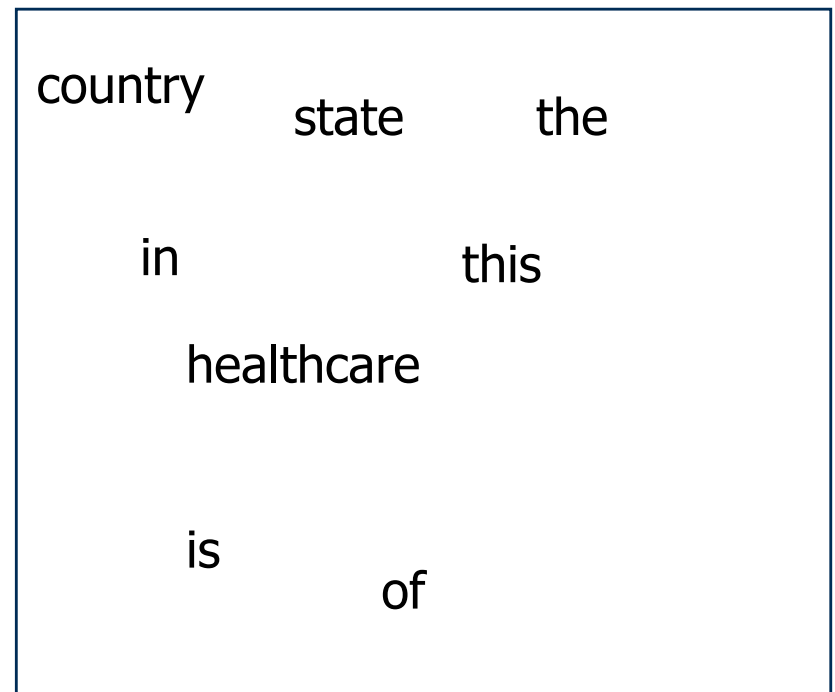 country
state the
in this
healthcare
is
of